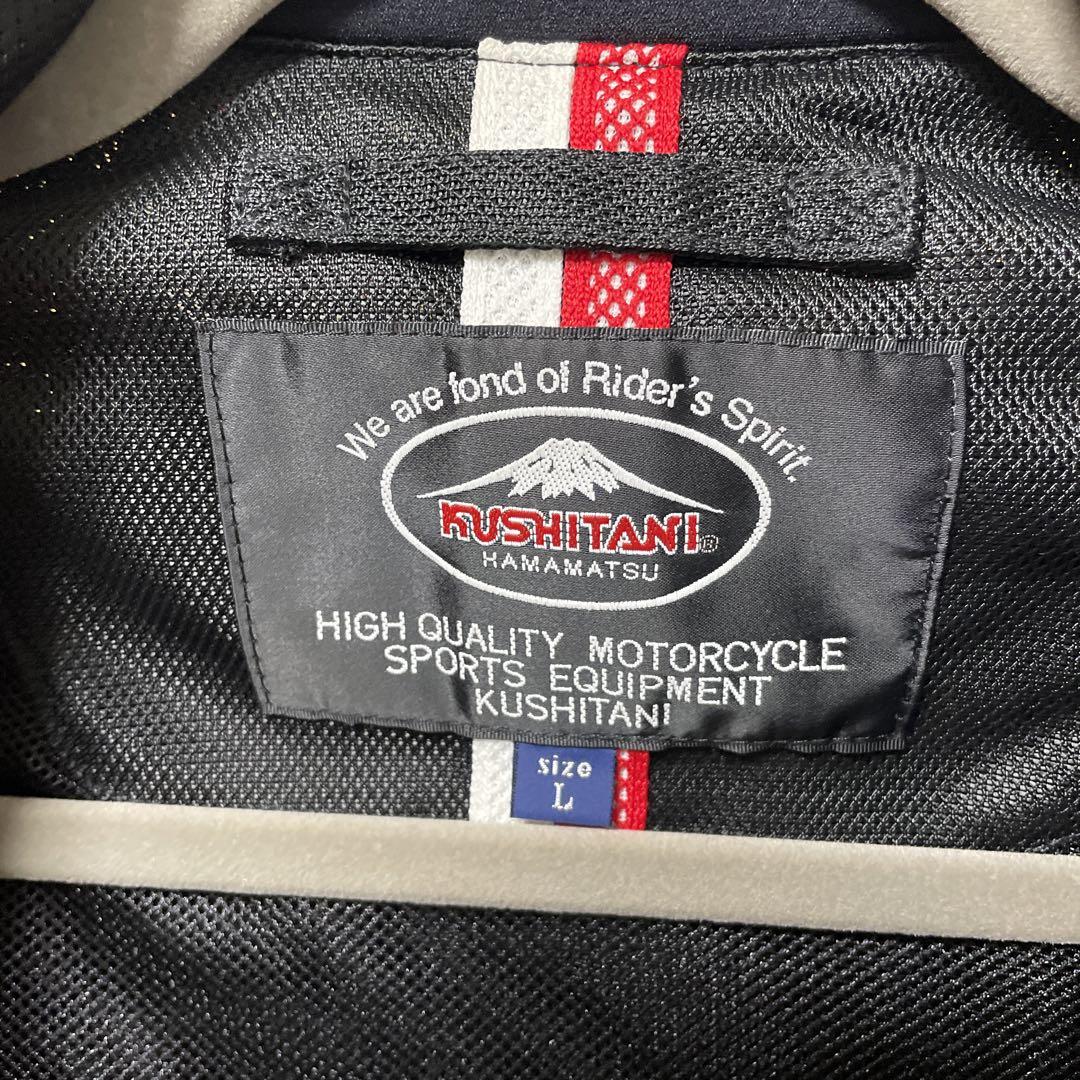 We are fond of Rider's Spirit.
KUSHITANI®
HAMAMATSU
HIGH QUALITY MOTORCYCLE
SPORTS EQUIPMENT
KUSHITANI
size
L